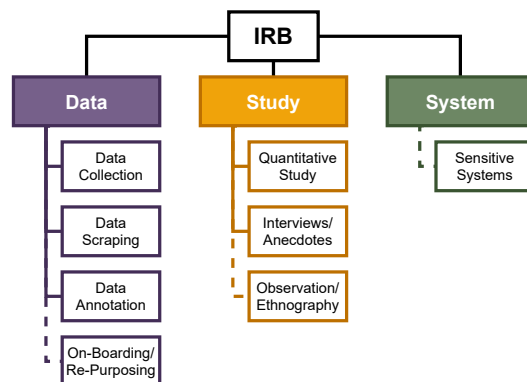 IRB
Data
Study
System
Data
Collection
Data
Scraping
Data
Annotation
On-Boarding/
Re-Purposing
Quantitative
Study
Interviews/
Anecdotes
Observation/
Ethnography
Sensitive
Systems